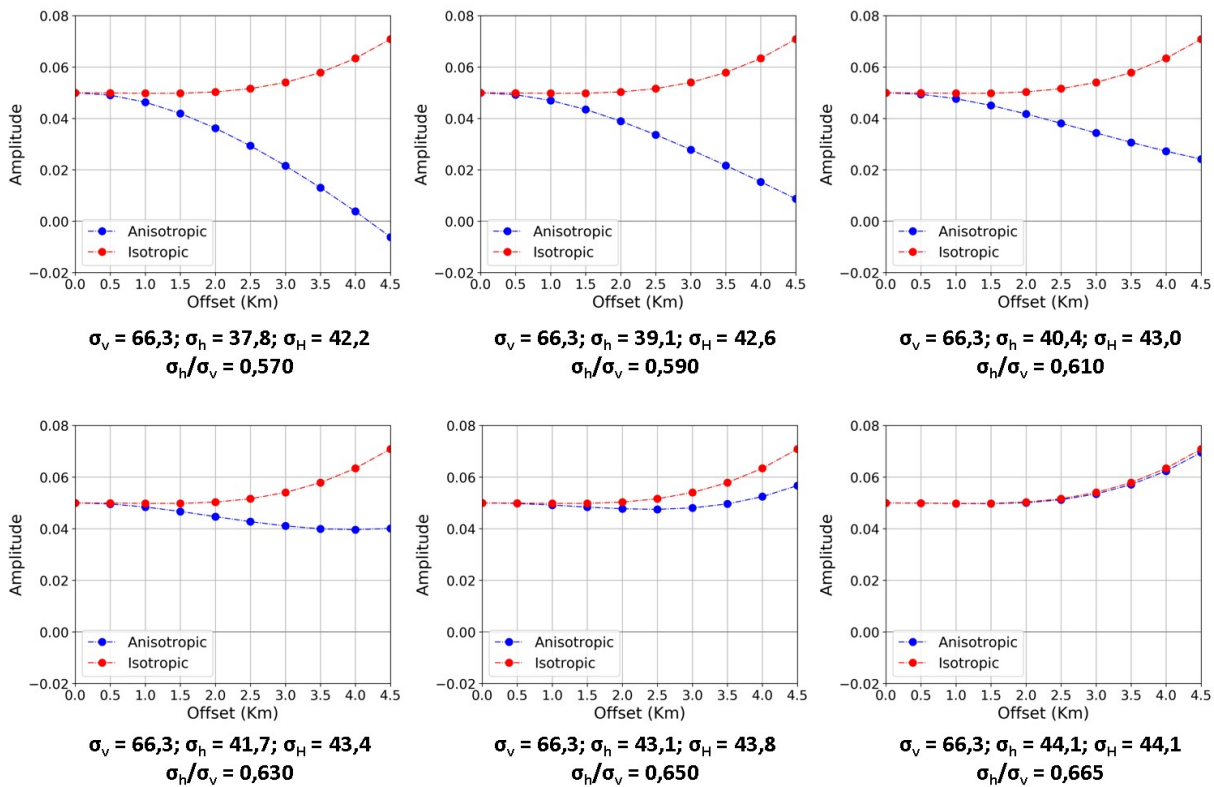 0.08
0.06
0.04
0.02
0.00
−0.02
Amplitude
Anisotropic
Isotropic
0.0 0.5 1.0 1.5 2.0 2.5 3.0 3.5 4.0 4.5
Offset (Km)
σv = 66,3; σh = 37,8; σH = 42,2
σh/σv = 0,570
0.08
0.06
0.04
0.02
0.00
−0.02
Amplitude
Anisotropic
Isotropic
0.0 0.5 1.0 1.5 2.0 2.5 3.0 3.5 4.0 4.5
Offset (Km)
σv = 66,3; σh = 39,1; σH = 42,6
σh/σv = 0,590
0.08
0.06
0.04
0.02
0.00
−0.02
Amplitude
Anisotropic
Isotropic
0.0 0.5 1.0 1.5 2.0 2.5 3.0 3.5 4.0 4.5
Offset (Km)
σv = 66,3; σh = 40,4; σH = 43,0
σh/σv = 0,610
0.08
0.06
0.04
0.02
0.00
−0.02
Amplitude
Anisotropic
Isotropic
0.0 0.5 1.0 1.5 2.0 2.5 3.0 3.5 4.0 4.5
Offset (Km)
σv = 66,3; σh = 41,7; σH = 43,4
σh/σv = 0,630
0.08
0.06
0.04
0.02
0.00
−0.02
Amplitude
Anisotropic
Isotropic
0.0 0.5 1.0 1.5 2.0 2.5 3.0 3.5 4.0 4.5
Offset (Km)
σv = 66,3; σh = 43,1; σH = 43,8
σh/σv = 0,650
0.08
0.06
0.04
0.02
0.00
−0.02
Amplitude
Anisotropic
Isotropic
0.0 0.5 1.0 1.5 2.0 2.5 3.0 3.5 4.0 4.5
Offset (Km)
σv = 66,3; σh = 44,1; σH = 44,1
σh/σv = 0,665